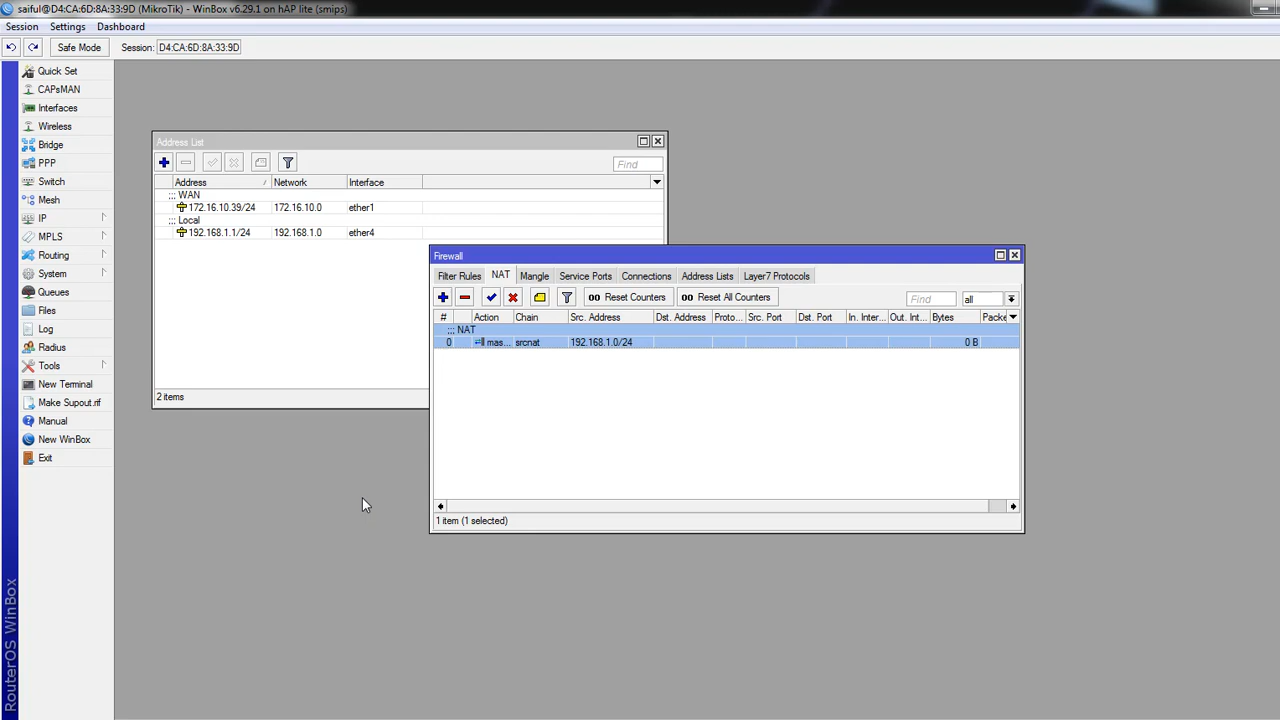 saiful@D4:CA:6D:8A:33:9D (MikroTik) - WinBox v6.29.1 on hAP lite (smips)
Session Settings Dashboard
Safe Mode Session: D4:CA:6D:8A:33:9D
Quick Set
CAPsMAN
Interfaces
Wireless
Bridge
PPP
Switch
Mesh
IP
MPLS
Routing
System
Queues
Files
Log
Radius
Tools
New Terminal
Make Supout.rif
Manual
New WinBox
Exit
RouterOS WinBox
Address List
Find
Address / Network Interface
;;; WAN
172.16.10.39/24 172.16.10.0 ether1
;;; Local
192.168.1.1/24 192.168.1.0 ether4
2 items
Firewall
Filter Rules NAT Mangle Service Ports Connections Address Lists Layer7 Protocols
00 Reset Counters 00 Reset All Counters Find all
# Action Chain Src. Address Dst. Address Proto... Src. Port Dst. Port In. Inter... Out. Int... Bytes Packe
;;; NAT
0 mas... srcnat 192.168.1.0/24 0 B
1 item (1 selected)